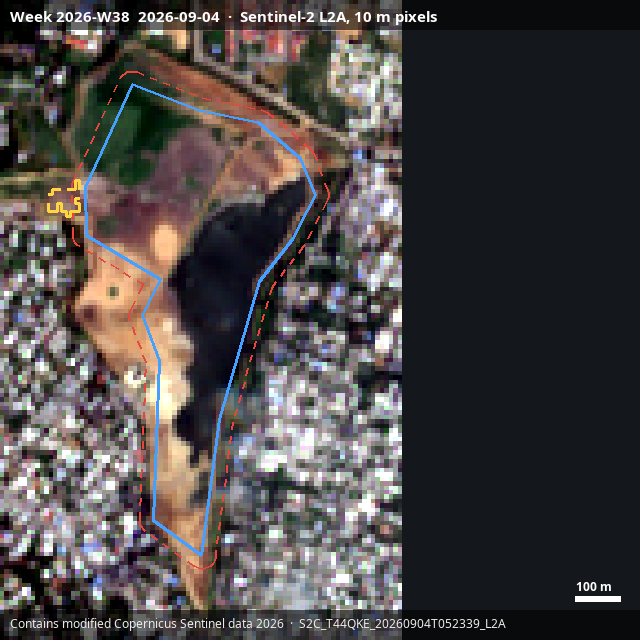 Week 2026-W38 2026-09-04 · Sentinel-2 L2A, 10 m pixels
100 m
Contains modified Copernicus Sentinel data 2026 · S2C_T44QKE_20260904T052339_L2A